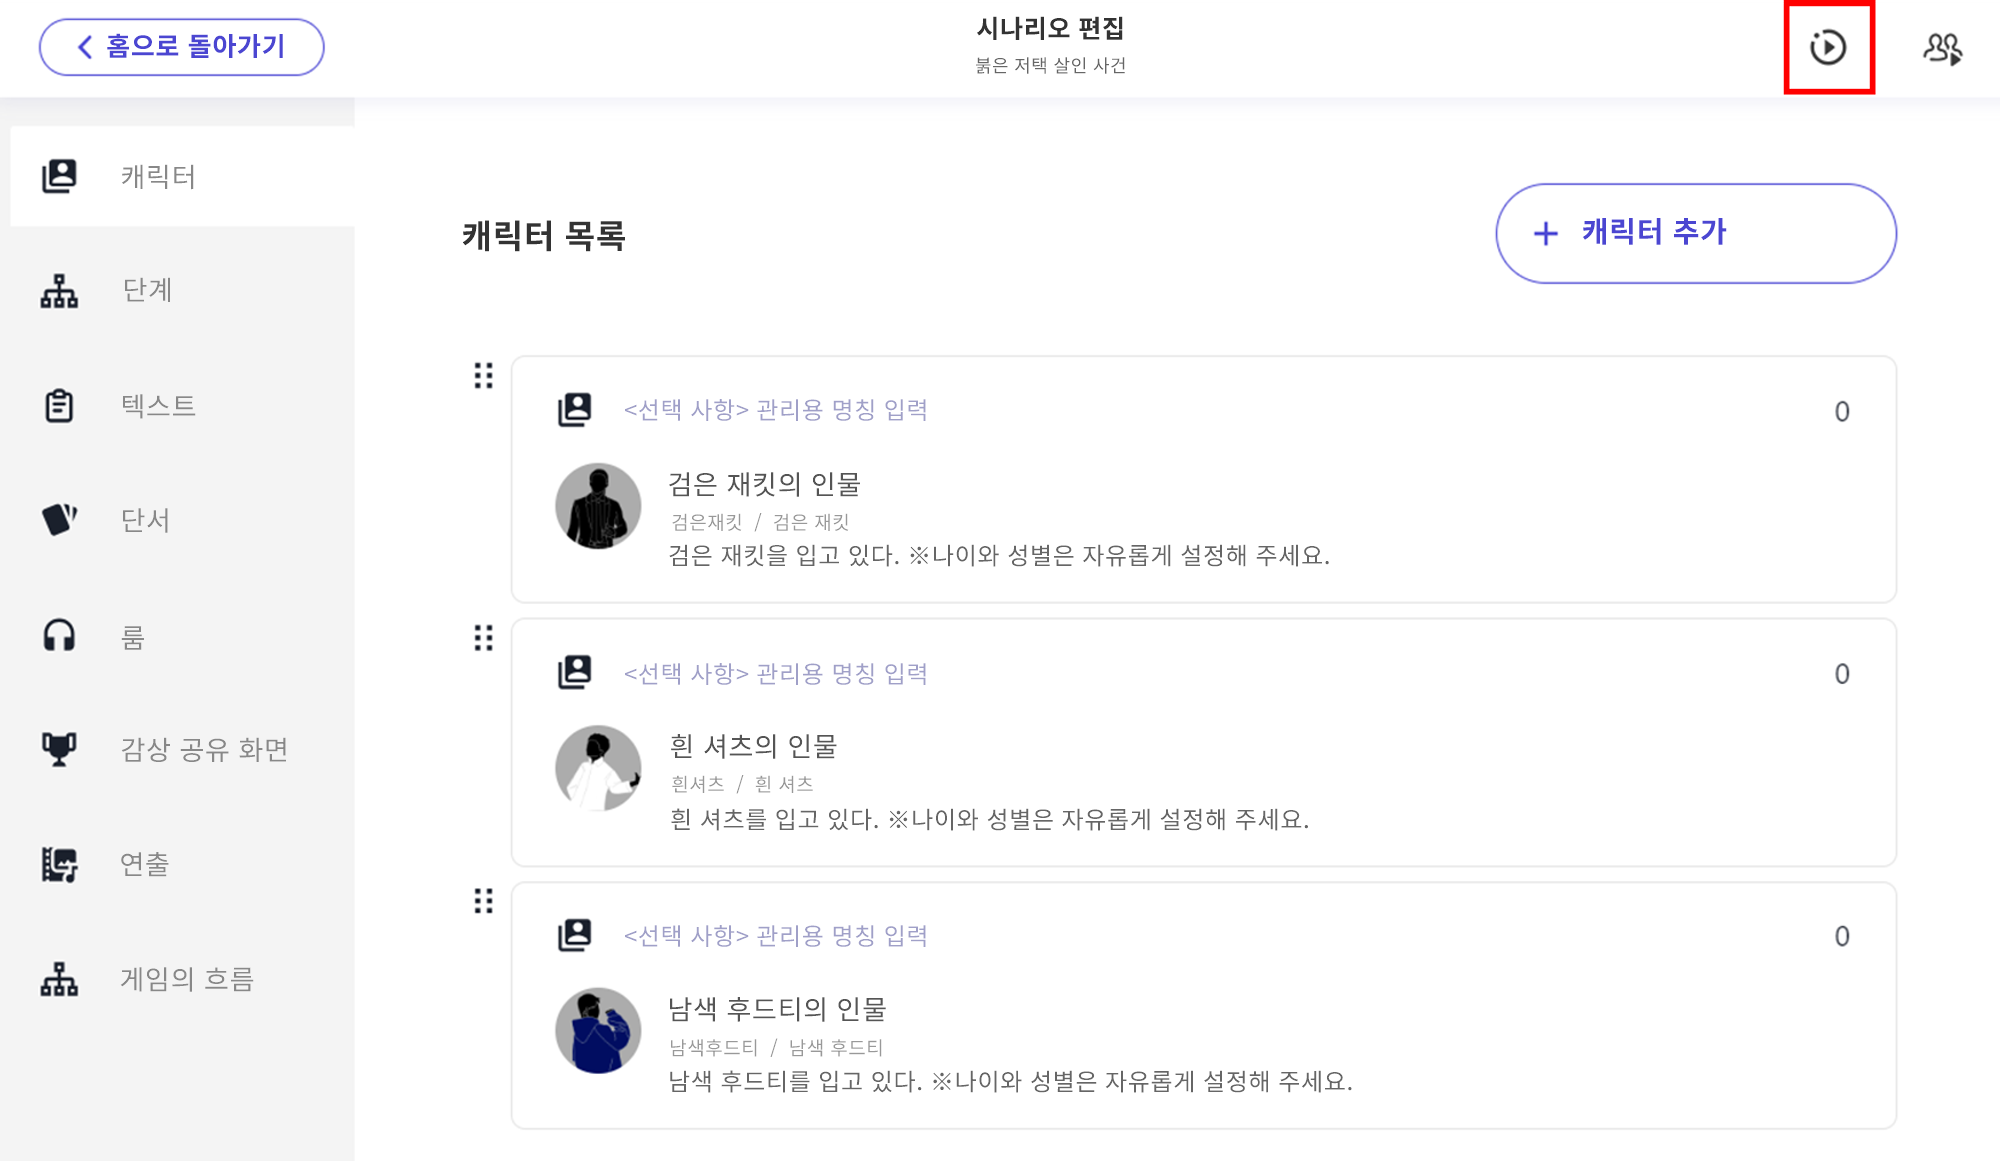 홈으로 돌아가기
시나리오 편집
붉은 저택 살인 사건
캐릭터
단계
텍스트
단서
룸
감상 공유 화면
연출
게임의 흐름
캐릭터 목록
+ 캐릭터 추가
<선택 사항> 관리용 명칭 입력
0
검은 재킷의 인물
검은재킷 / 검은 재킷
검은 재킷을 입고 있다. ※나이와 성별은 자유롭게 설정해 주세요.
<선택 사항> 관리용 명칭 입력
0
흰 셔츠의 인물
흰셔츠 / 흰 셔츠
흰 셔츠를 입고 있다. ※나이와 성별은 자유롭게 설정해 주세요.
<선택 사항> 관리용 명칭 입력
0
남색 후드티의 인물
남색후드티 / 남색 후드티
남색 후드티를 입고 있다. ※나이와 성별은 자유롭게 설정해 주세요.